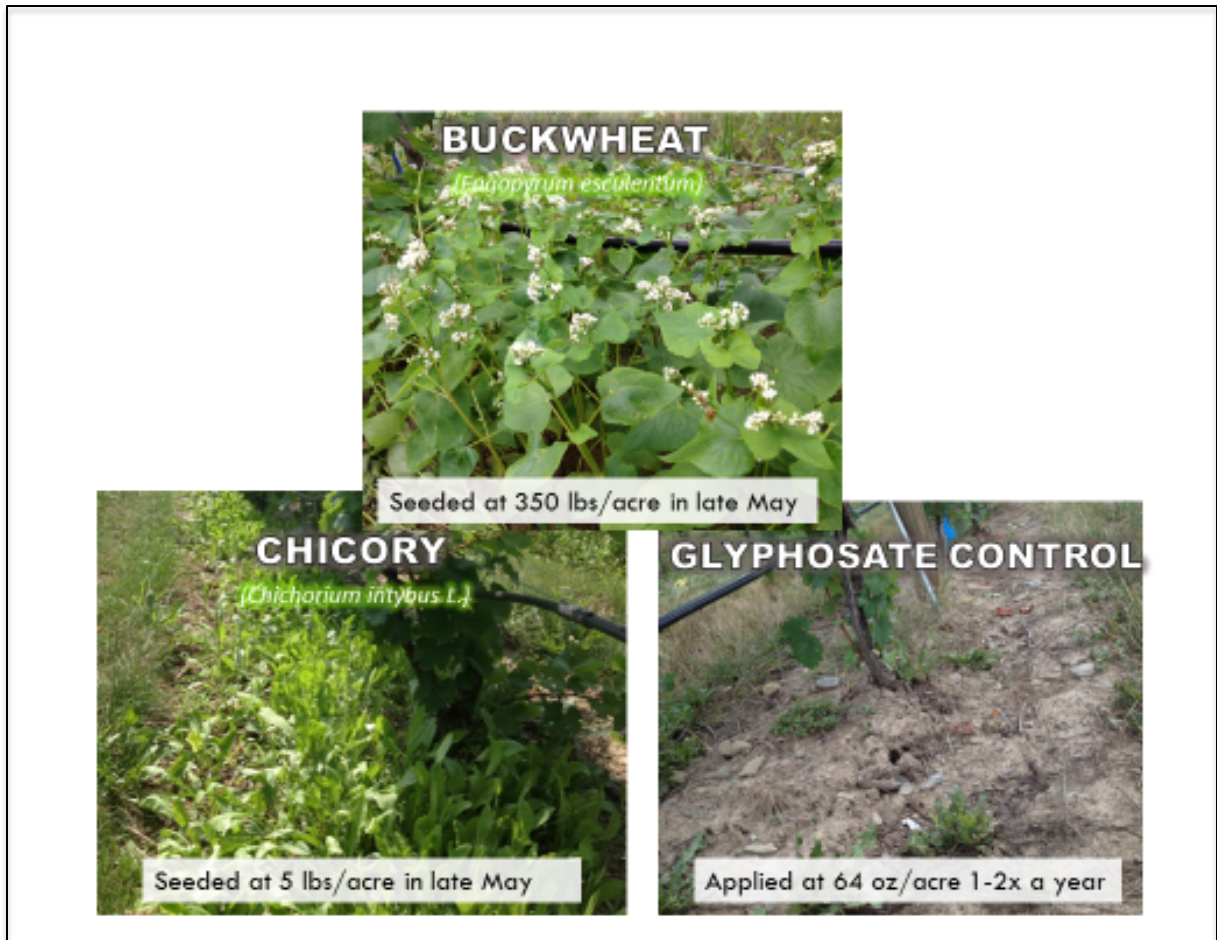 BUCKWHEAT
(Fagopyrum esculentum)
Seeded at 350 lbs/acre in late May
CHICORY
(Chichorium intybus L.)
Seeded at 5 lbs/acre in late May
GLYPHOSATE CONTROL
Applied at 64 oz/acre 1-2x a year